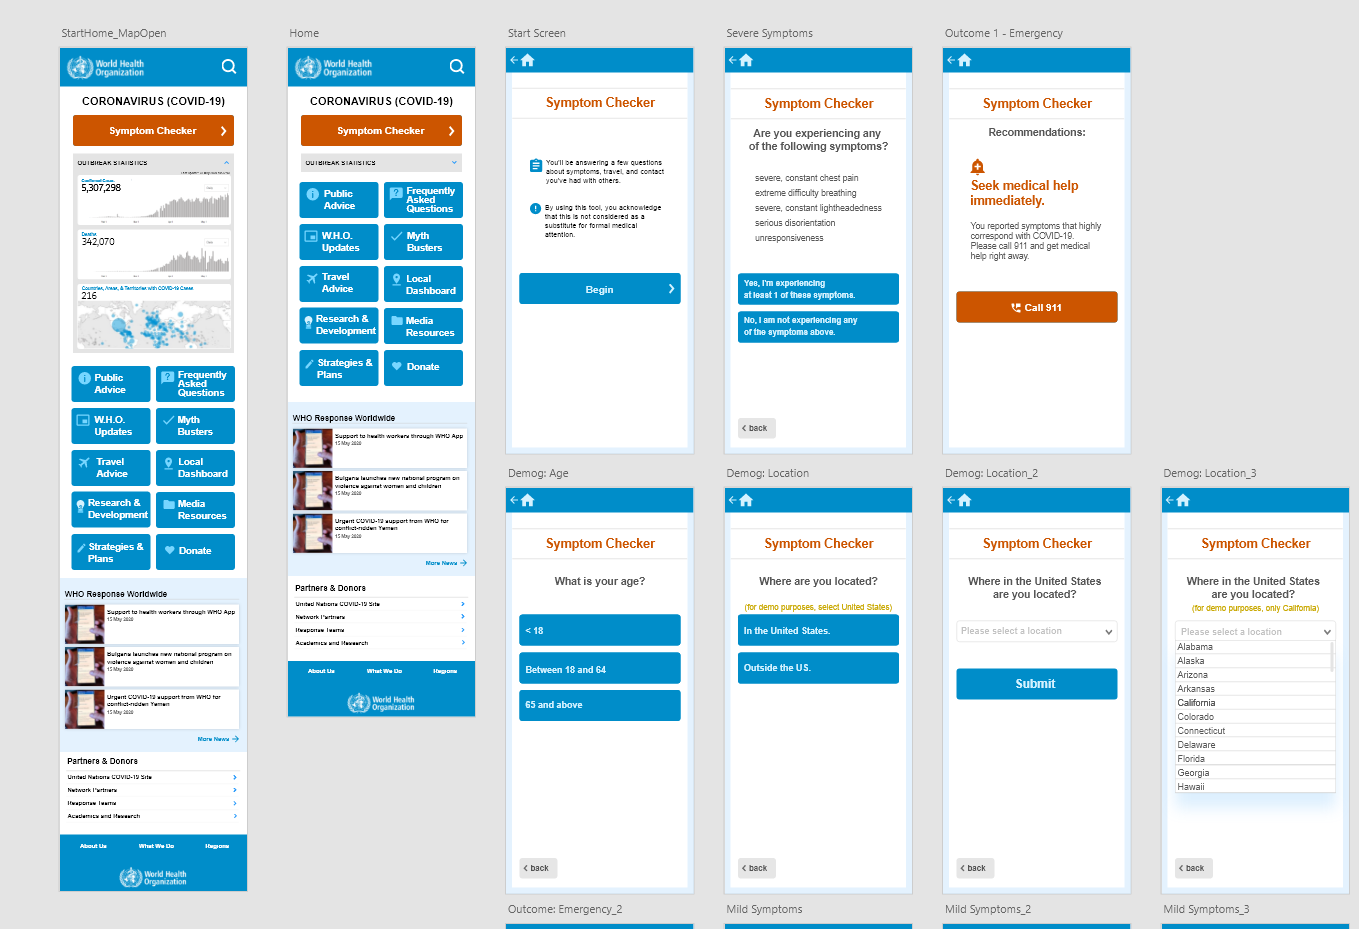 StartHome_MapOpen
World Health
Organization
CORONAVIRUS (COVID-19)
Symptom Checker
OUTBREAK STATISTICS
Confirmed Cases
5,307,298
Deaths
342,070
Countries, Areas, & Territories with COVID-19 Cases
216
Public
Advice
Frequently
Asked
Questions
W.H.O.
Updates
Myth
Busters
Travel
Advice
Local
Dashboard
Research &
Development
Media
Resources
Strategies &
Plans
Donate
WHO Response Worldwide
Support to health workers through WHO App
15 May 2020
Bulgaria launches new national program on
violence against women and children
15 May 2020
Urgent COVID-19 support from WHO for
conflict-ridden Yemen
15 May 2020
More News
Partners & Donors
United Nations COVID-19 Site
Network Partners
Response Teams
Academics and Research
About Us
What We Do
Regions
World Health
Organization
Home
World Health
Organization
CORONAVIRUS (COVID-19)
Symptom Checker
OUTBREAK STATISTICS
Public
Advice
Frequently
Asked
Questions
W.H.O.
Updates
Myth
Busters
Travel
Advice
Local
Dashboard
Research &
Development
Media
Resources
Strategies &
Plans
Donate
WHO Response Worldwide
Support to health workers through WHO App
15 May 2020
Bulgaria launches new national program on
violence against women and children
15 May 2020
Urgent COVID-19 support from WHO for
conflict-ridden Yemen
15 May 2020
More News
Partners & Donors
United Nations COVID-19 Site
Network Partners
Response Teams
Academics and Research
About Us
What We Do
Regions
World Health
Organization
Start Screen
Symptom Checker
You'll be answering a few questions
about symptoms, travel, and contact
you've had with others.
By using this tool, you acknowledge
that this is not considered as a
substitute for formal medical
attention.
Begin
Severe Symptoms
Symptom Checker
Are you experiencing any
of the following symptoms?
severe, constant chest pain
extreme difficulty breathing
severe, constant lightheadedness
serious disorientation
unresponsiveness
Yes, I'm experiencing
at least 1 of these symptoms.
No, I am not experiencing any
of the symptoms above.
back
Outcome 1 - Emergency
Symptom Checker
Recommendations:
Seek medical help
immediately.
You reported symptoms that highly
correspond with COVID-19.
Please call 911 and get medical
help right away.
Call 911
Demog: Age
Symptom Checker
What is your age?
< 18
Between 18 and 64
65 and above
back
Demog: Location
Symptom Checker
Where are you located?
(for demo purposes, select United States)
In the United States.
Outside the US.
back
Demog: Location_2
Symptom Checker
Where in the United States
are you located?
Please select a location
Submit
back
Demog: Location_3
Symptom Checker
Where in the United States
are you located?
(for demo purposes, only California)
Please select a location
Alabama
Alaska
Arizona
Arkansas
California
Colorado
Connecticut
Delaware
Florida
Georgia
Hawaii
back
Outcome: Emergency_2
Mild Symptoms
Mild Symptoms_2
Mild Symptoms_3